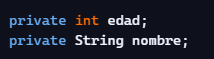 private int edad;
private String nombre;